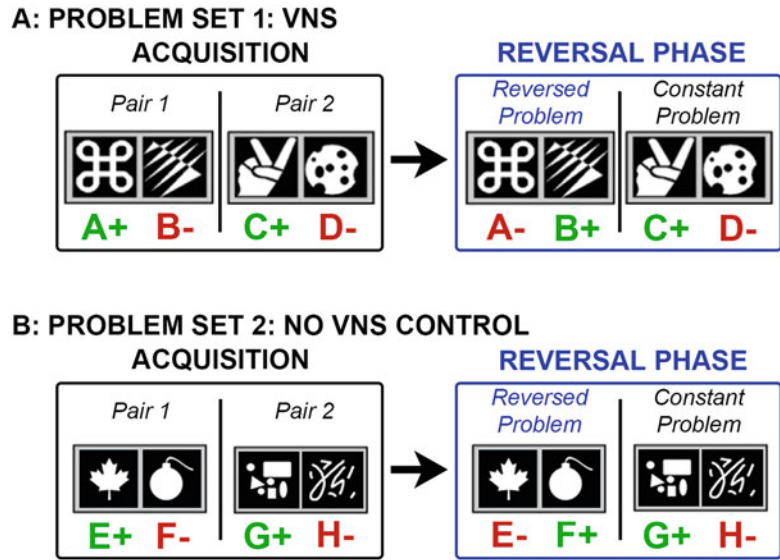 A: PROBLEM SET 1: VNS
ACQUISITION
REVERSAL PHASE
Pair 1
Pair 2
Reversed Problem
Constant Problem
A+ B- C+ D-
A- B+ C+ D-
B: PROBLEM SET 2: NO VNS CONTROL
ACQUISITION
REVERSAL PHASE
Pair 1
Pair 2
Reversed Problem
Constant Problem
E+ F- G+ H-
E- F+ G+ H-